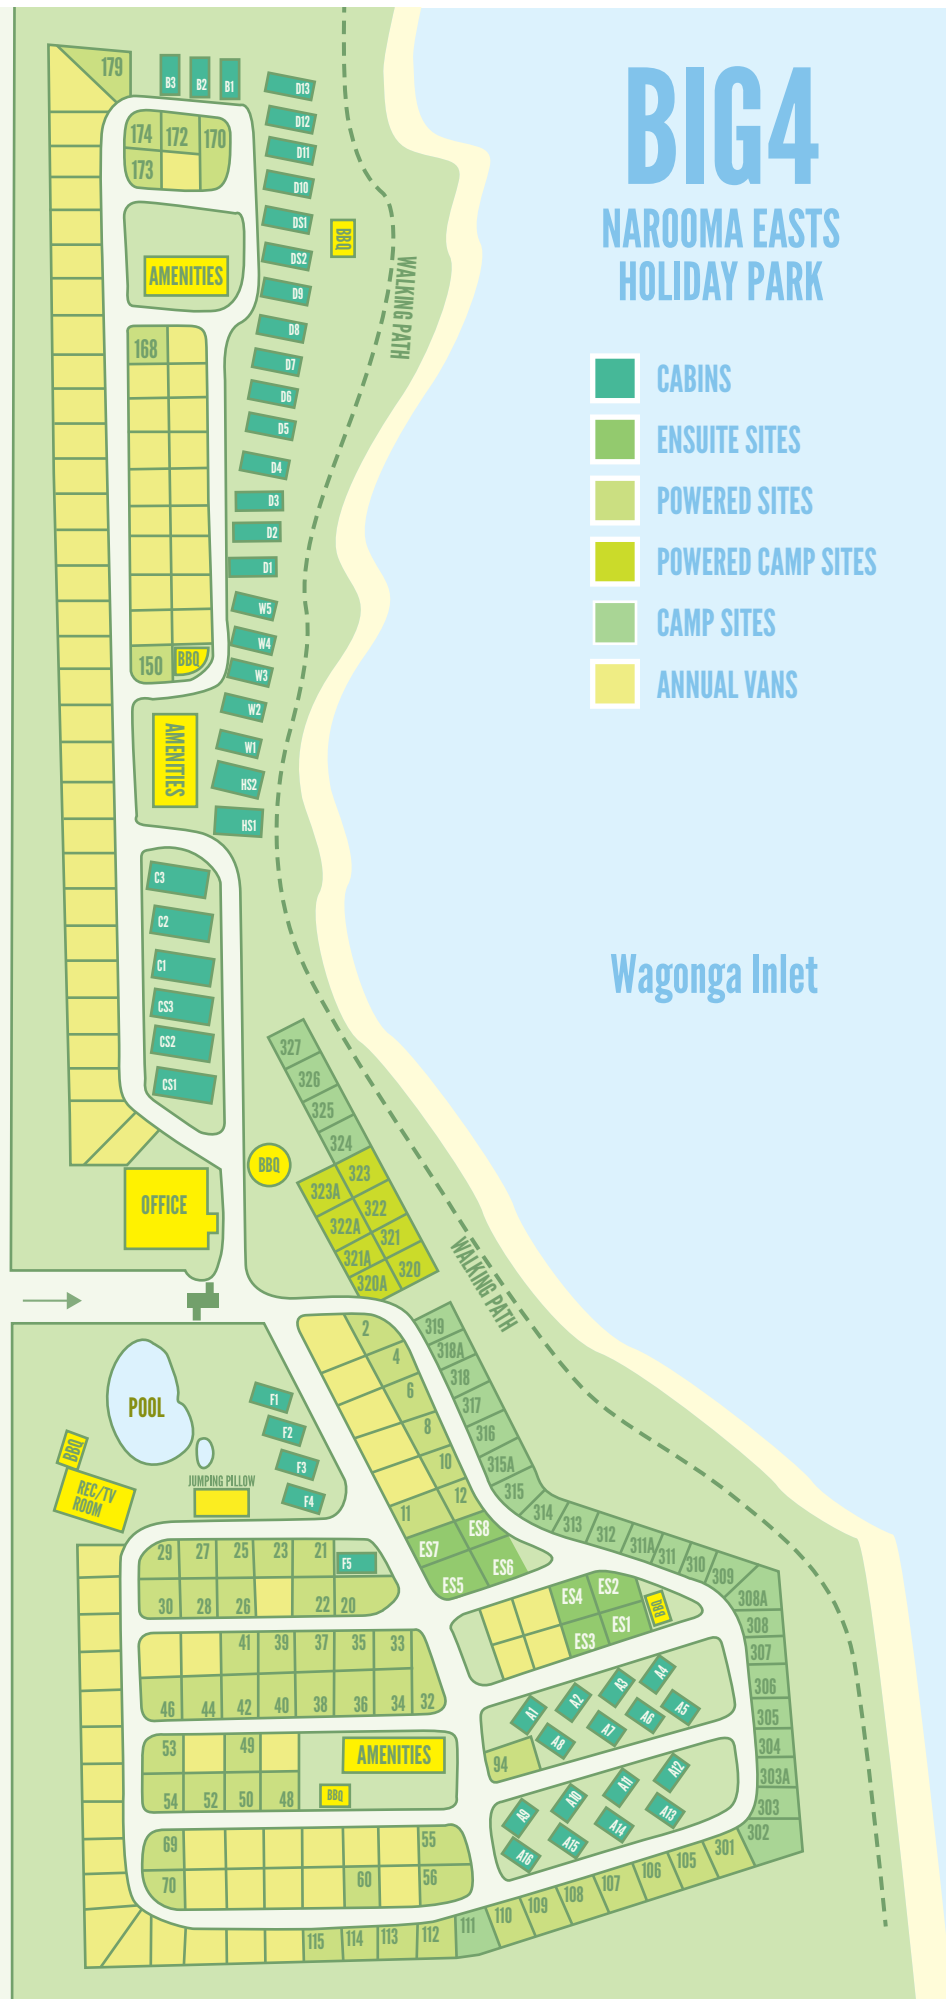 BIG4
NAROOMA EASTS
HOLIDAY PARK
CABINS
ENSUITE SITES
POWERED SITES
POWERED CAMP SITES
CAMP SITES
ANNUAL VANS
Wagonga Inlet
179
B3
B2
B1
D13
174
172
170
173
D12
D11
D10
DS1
DS2
BBQ
WALKING PATH
AMENITIES
D9
D8
168
D7
D6
D5
D4
D3
D2
D1
W5
W4
150
BBQ
W3
W2
W1
AMENITIES
HS2
HS1
C3
C2
C1
CS3
CS2
CS1
327
326
325
324
BBQ
323
323A
322
322A
321
321A
320
320A
OFFICE
WALKING PATH
2
4
6
8
10
12
11
319
318A
318
317
316
315A
315
314
313
312
311A
311
310
309
308A
308
307
306
305
304
303A
303
302
POOL
F1
F2
F3
F4
BBQ
REC/TV
ROOM
JUMPING PILLOW
ES8
ES7
ES6
ES5
29
27
25
23
21
F5
30
28
26
22
20
ES4
ES2
ES3
ES1
BBQ
41
39
37
35
33
46
44
42
40
38
36
34
32
A1
A2
A3
A4
A8
A7
A6
A5
94
53
49
AMENITIES
54
52
50
48
BBQ
A9
A10
A11
A12
A16
A15
A14
A13
69
55
70
60
56
115
114
113
112
111
110
109
108
107
106
105
301